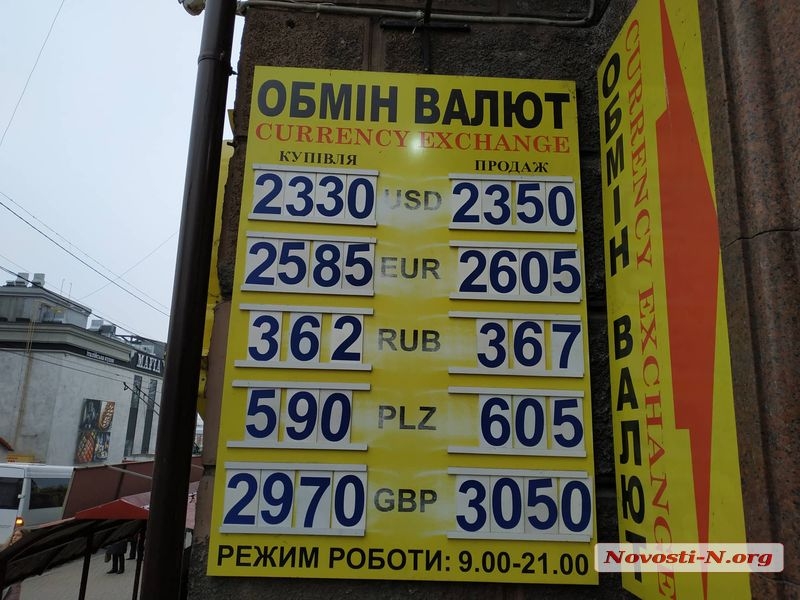 ОБМІН ВАЛЮТ
CURRENCY EXCHANGE
КУПІВЛЯ ПРОДАЖ
2330 USD 2350
2585 EUR 2605
362 RUB 367
590 PLZ 605
2970 GBP 3050
РЕЖИМ РОБОТИ: 9.00-21.00
ОБМІН ВАЛЮТ
CURRENCY EXCHANGE
MAFIA
Novosti-N.org